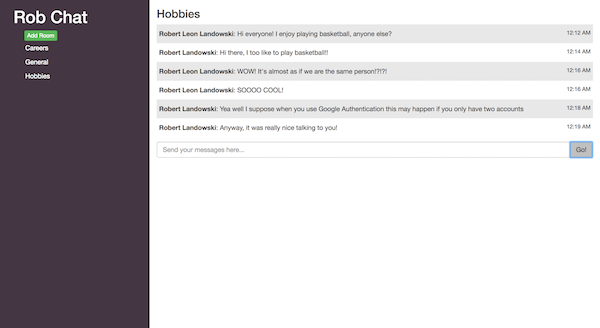 Rob Chat
Add Room
Careers
General
Hobbies
Hobbies
Robert Leon Landowski: Hi everyone! I enjoy playing basketball, anyone else? 12:12 AM
Robert Landowski: Hi there, I too like to play basketball!! 12:14 AM
Robert Leon Landowski: WOW! It's almost as if we are the same person!?!?! 12:16 AM
Robert Leon Landowski: SOOOO COOL! 12:16 AM
Robert Landowski: Yea well I suppose when you use Google Authentication this may happen if you only have two accounts 12:18 AM
Robert Landowski: Anyway, it was really nice talking to you! 12:19 AM
Send your messages here... Go!